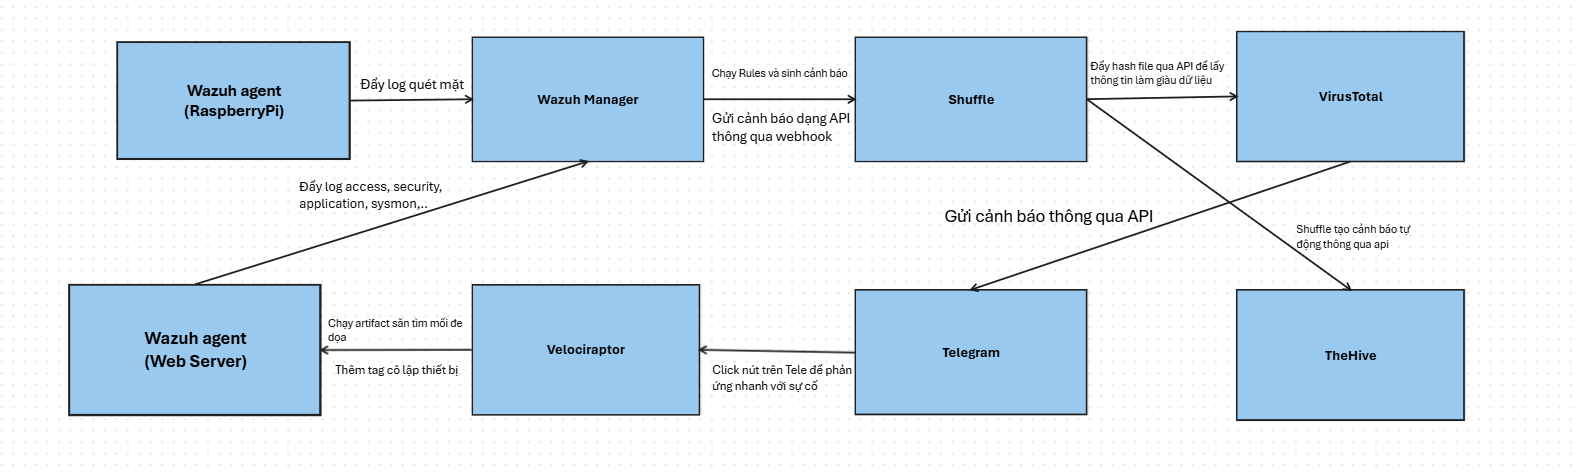 Wazuh agent
(RaspberryPi)
Đẩy log quét mặt
Wazuh Manager
Chạy Rules và sinh cảnh báo
Gửi cảnh báo dạng API
thông qua webhook
Shuffle
Đẩy hash file qua API để lấy
thông tin làm giàu dữ liệu
VirusTotal
Đẩy log access, security,
application, sysmon,..
Gửi cảnh báo thông qua API
Shuffle tạo cảnh báo tự
động thông qua api
Wazuh agent
(Web Server)
Chạy artifact săn tìm mối đe
dọa
Thêm tag cô lập thiết bị
Velociraptor
Click nút trên Tele để phản
ứng nhanh với sự cố
Telegram
TheHive